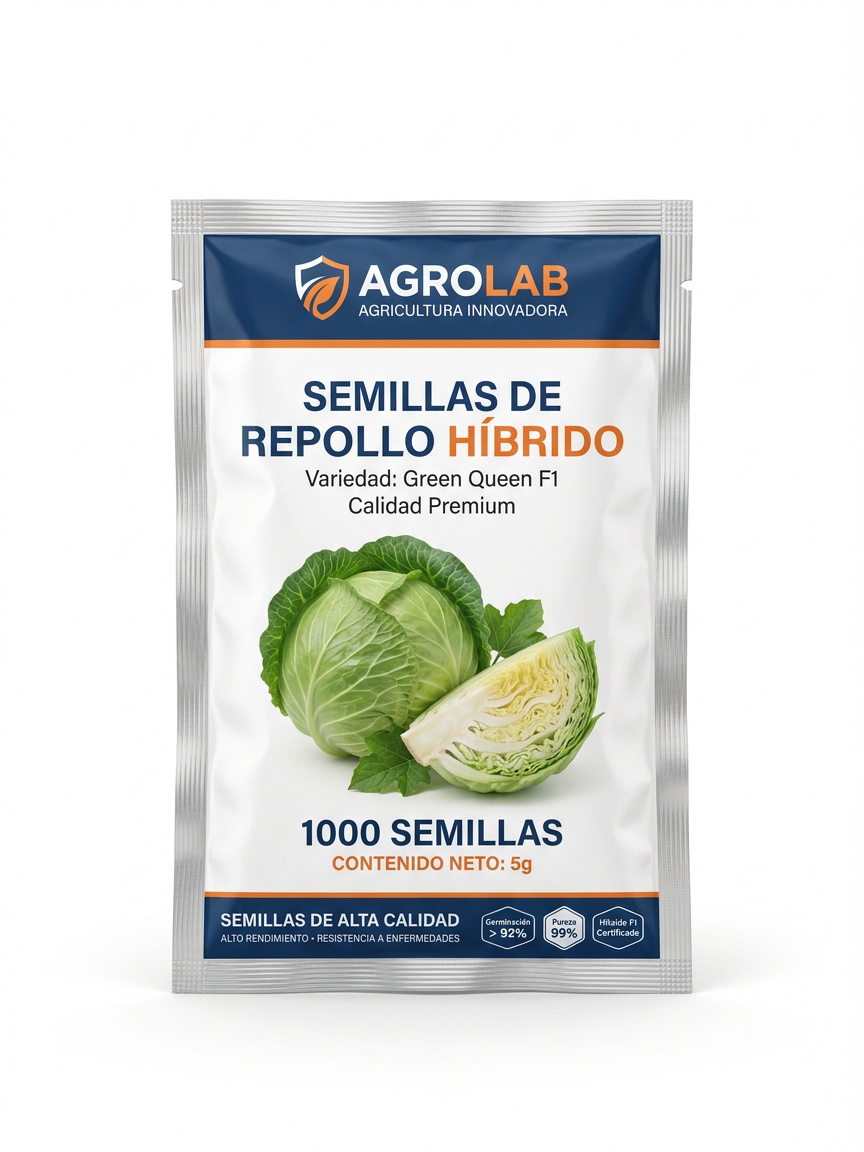 AGROLAB
AGRICULTURA INNOVADORA
SEMILLAS DE
REPOLLO HÍBRIDO
Variedad: Green Queen F1
Calidad Premium
1000 SEMILLAS
CONTENIDO NETO: 5g
SEMILLAS DE ALTA CALIDAD
ALTO RENDIMIENTO • RESISTENCIA A ENFERMEDADES
Germinsción
> 92%
Pureza
99%
Hikaide F1
Certificade